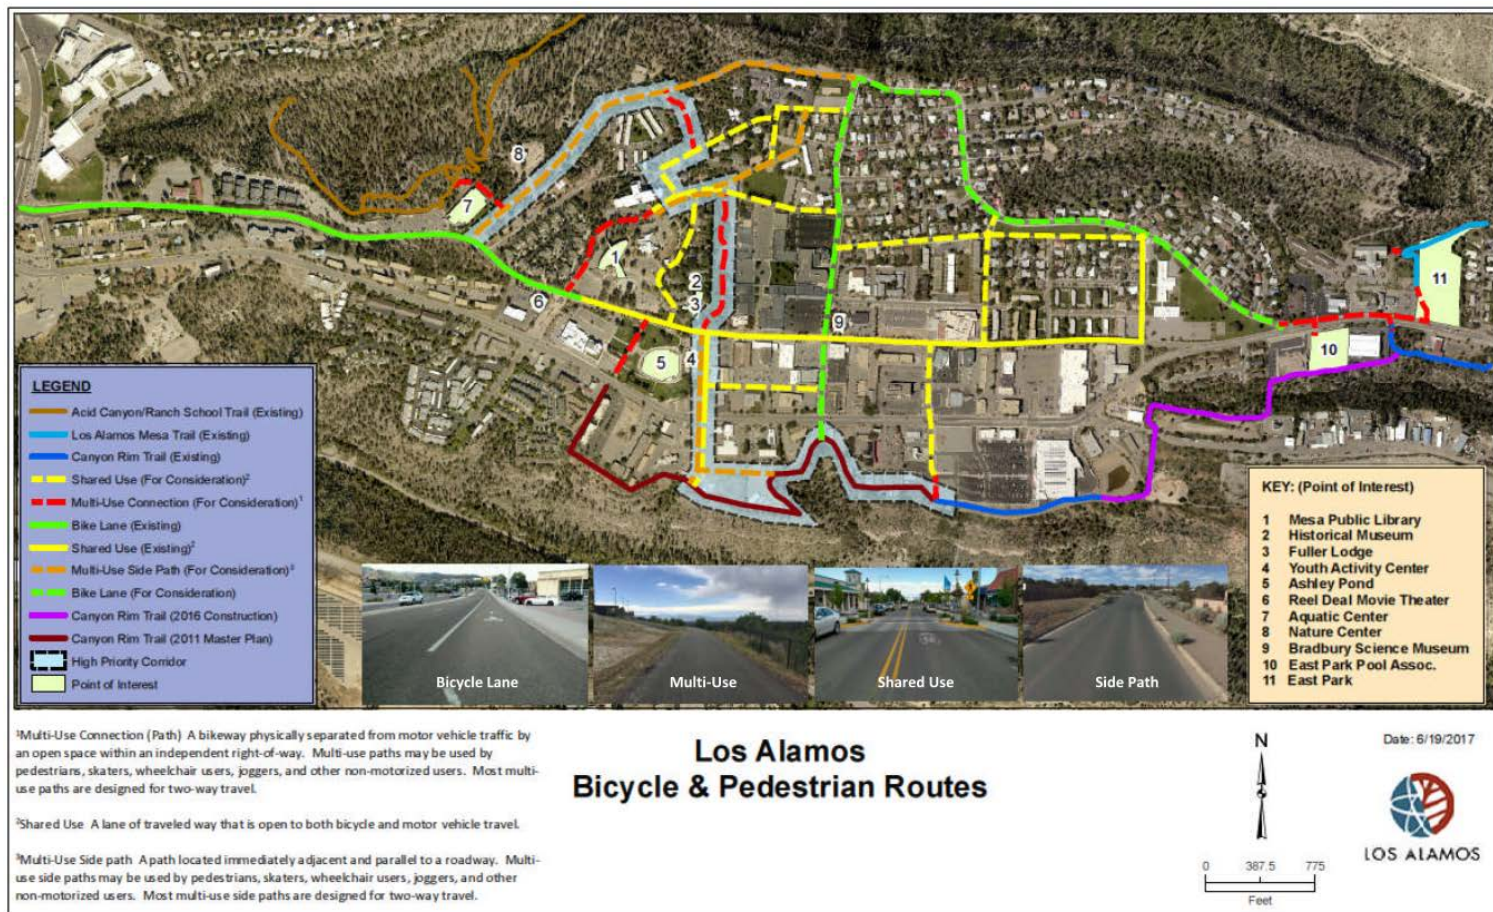 8
7
1
2
3
6
5
4
9
10
11
LEGEND
Acid Canyon/Ranch School Trail (Existing)
Los Alamos Mesa Trail (Existing)
Canyon Rim Trail (Existing)
Shared Use (For Consideration)²
Multi-Use Connection (For Consideration)¹
Bike Lane (Existing)
Shared Use (Existing)²
Multi-Use Side Path (For Consideration)³
Bike Lane (For Consideration)
Canyon Rim Trail (2016 Construction)
Canyon Rim Trail (2011 Master Plan)
High Priority Corridor
Point of Interest
Bicycle Lane
Multi-Use
Shared Use
Side Path
KEY: (Point of Interest)
1 Mesa Public Library
2 Historical Museum
3 Fuller Lodge
4 Youth Activity Center
5 Ashley Pond
6 Reel Deal Movie Theater
7 Aquatic Center
8 Nature Center
9 Bradbury Science Museum
10 East Park Pool Assoc.
11 East Park
¹Multi-Use Connection (Path) A bikeway physically separated from motor vehicle traffic by
an open space within an independent right-of-way. Multi-use paths may be used by
pedestrians, skaters, wheelchair users, joggers, and other non-motorized users. Most multi-
use paths are designed for two-way travel.
²Shared Use A lane of traveled way that is open to both bicycle and motor vehicle travel.
³Multi-Use Side path A path located immediately adjacent and parallel to a roadway. Multi-
use side paths may be used by pedestrians, skaters, wheelchair users, joggers, and other
non-motorized users. Most multi-use side paths are designed for two-way travel.
Los Alamos
Bicycle & Pedestrian Routes
N
0 387.5 775
Feet
Date: 6/19/2017
LOS ALAMOS